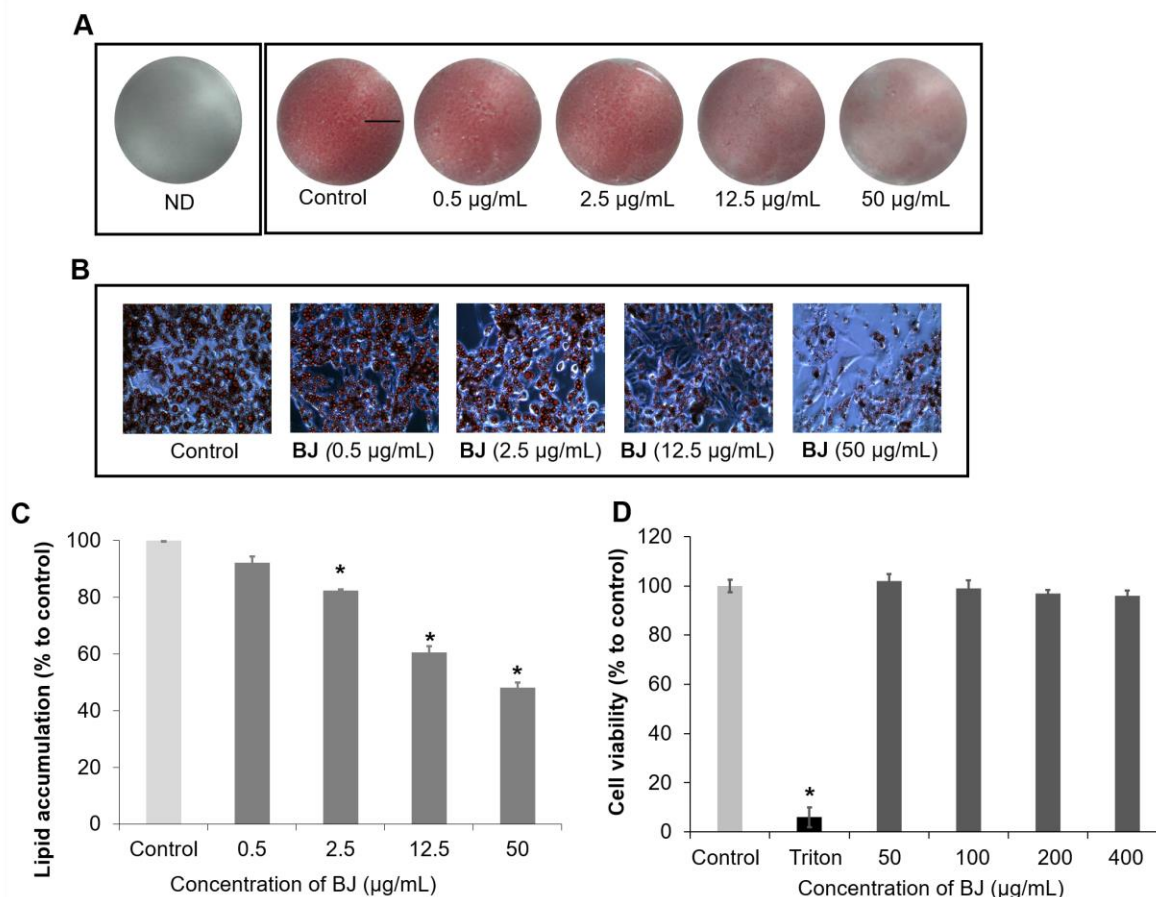 A
ND
Control
0.5 µg/mL
2.5 µg/mL
12.5 µg/mL
50 µg/mL
B
Control
BJ (0.5 µg/mL)
BJ (2.5 µg/mL)
BJ (12.5 µg/mL)
BJ (50 µg/mL)
C
Lipid accumulation (% to control)
100
80
60
40
20
0
*
*
*
Control 0.5 2.5 12.5 50
Concentration of BJ (µg/mL)
D
Cell viability (% to control)
120
100
80
60
40
20
0
*
Control Triton 50 100 200 400
Concentration of BJ (µg/mL)